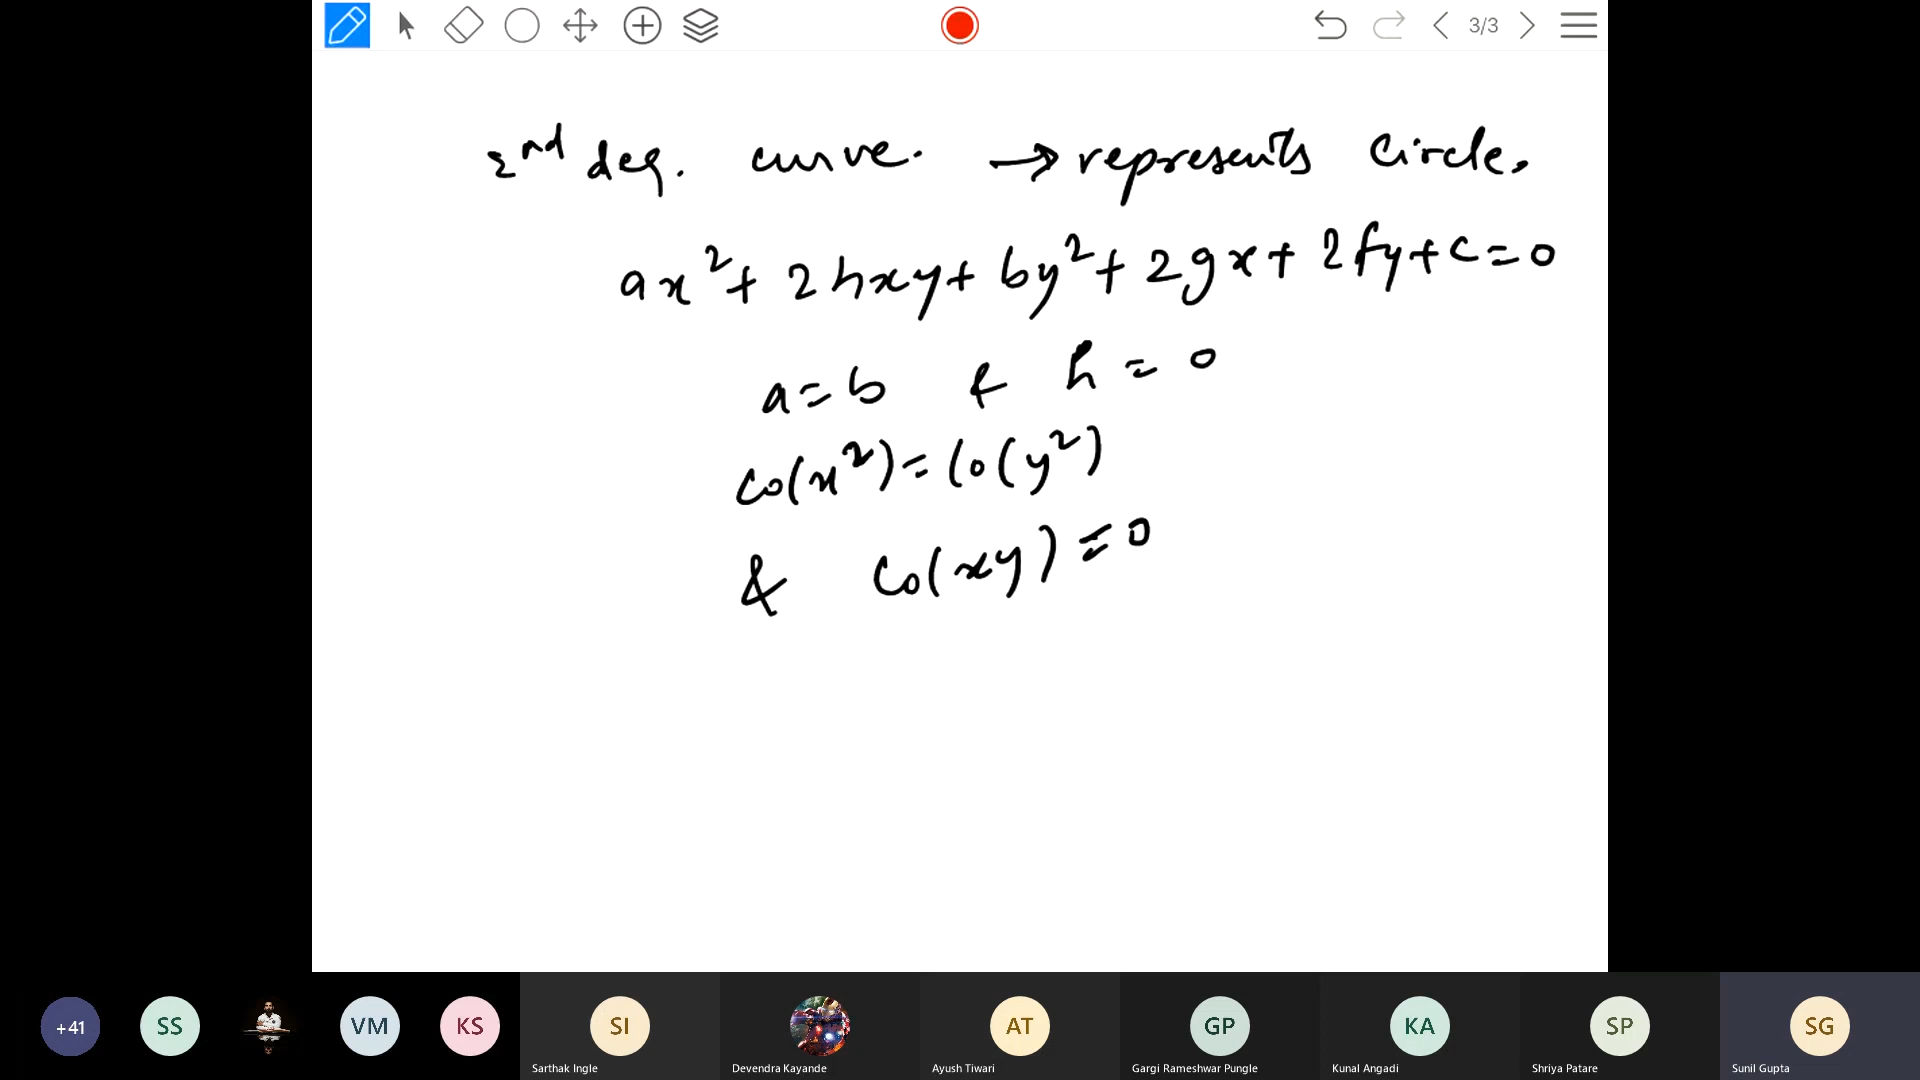 3/3
2nd deg. curve. → represents circle.
ax²+ 2hxy+ by²+ 2gx+ 2fy+c=0
a=b & h=0
co(x²)=co(y²)
& co(xy)=0
+41 SS VM KS SI AT GP KA SP SG
Sarthak Ingle Devendra Kayande Ayush Tiwari Gargi Rameshwar Pungle Kunal Angadi Shriya Patare Sunil Gupta